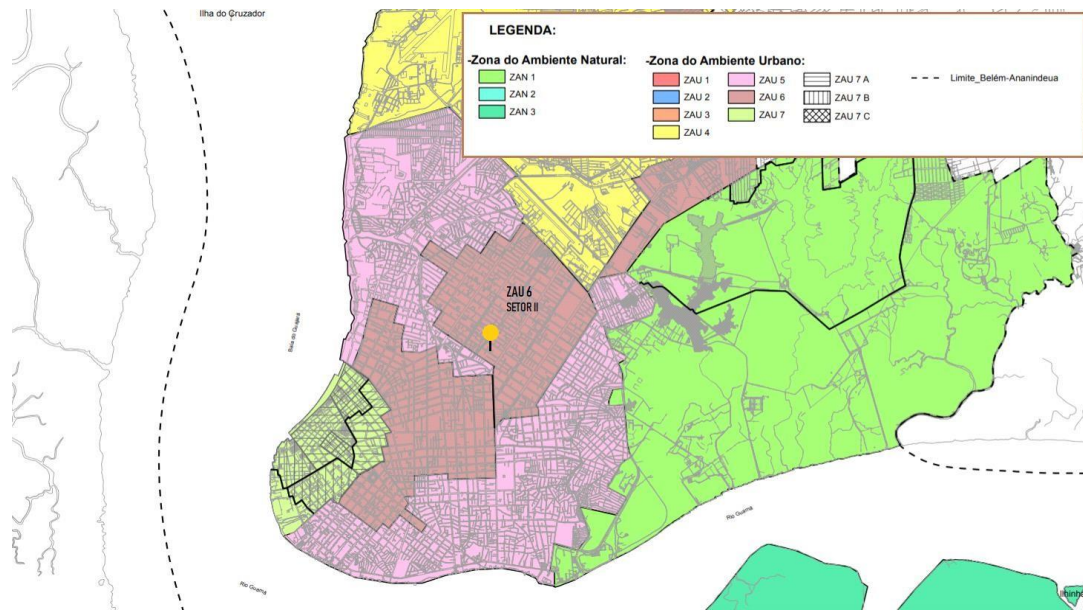 Ilha do Cruzador
LEGENDA:
-Zona do Ambiente Natural:
ZAN 1
ZAN 2
ZAN 3
-Zona do Ambiente Urbano:
ZAU 1
ZAU 2
ZAU 3
ZAU 4
ZAU 5
ZAU 6
ZAU 7
ZAU 7 A
ZAU 7 B
ZAU 7 C
Limite_Belém-Ananindeua
ZAU 6
SETOR II
Baía do Guajará
Rio Guamá
Rio Guamá